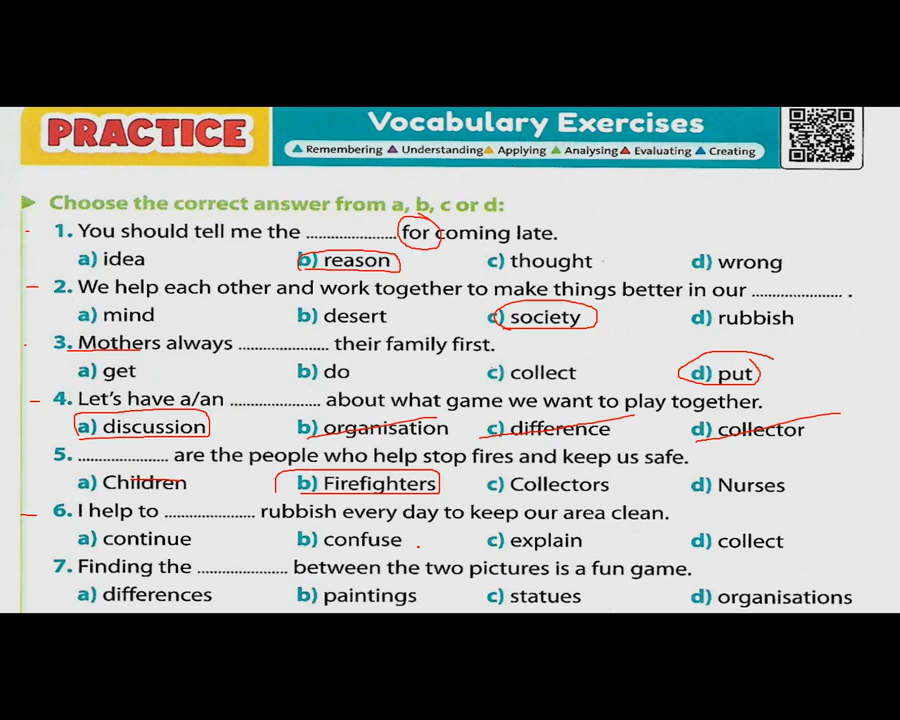 PRACTICE
Vocabulary Exercises
Remembering Understanding Applying Analysing Evaluating Creating
Choose the correct answer from a, b, c or d:
1. You should tell me the .................... for coming late.
a) idea b) reason c) thought d) wrong
2. We help each other and work together to make things better in our .................... .
a) mind b) desert c) society d) rubbish
3. Mothers always .................... their family first.
a) get b) do c) collect d) put
4. Let's have a/an .................... about what game we want to play together.
a) discussion b) organisation c) difference d) collector
5. .................... are the people who help stop fires and keep us safe.
a) Children b) Firefighters c) Collectors d) Nurses
6. I help to .................... rubbish every day to keep our area clean.
a) continue b) confuse c) explain d) collect
7. Finding the .................... between the two pictures is a fun game.
a) differences b) paintings c) statues d) organisations